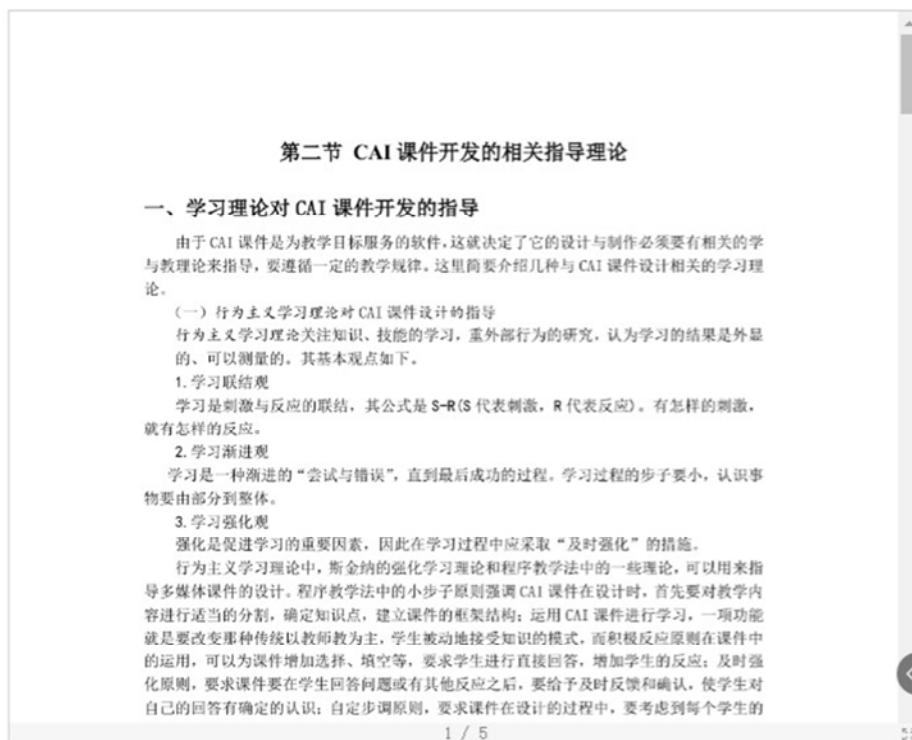 第二节 CAI 课件开发的相关指导理论
一、学习理论对 CAI 课件开发的指导
由于 CAI 课件是为教学目标服务的软件,这就决定了它的设计与制作必须要有相关的学
与教理论来指导，要遵循一定的教学规律。这里简要介绍几种与 CAI 课件设计相关的学习理
论。
（一）行为主义学习理论对 CAI 课件设计的指导
行为主义学习理论关注知识、技能的学习，重外部行为的研究，认为学习的结果是外显
的、可以测量的。其基本观点如下。
1.学习联结观
学习是刺激与反应的联结，其公式是 S-R(S 代表刺激，R 代表反应)。有怎样的刺激，
就有怎样的反应。
2.学习渐进观
学习是一种渐进的“尝试与错误”，直到最后成功的过程。学习过程的步子要小，认识事
物要由部分到整体。
3.学习强化观
强化是促进学习的重要因素，因此在学习过程中应采取“及时强化”的措施。
行为主义学习理论中，斯金纳的强化学习理论和程序教学法中的一些理论，可以用来指
导多媒体课件的设计。程序教学法中的小步子原则强调 CAI 课件在设计时，首先要对教学内
容进行适当的分割，确定知识点，建立课件的框架结构；运用 CAI 课件进行学习，一项功能
就是要改变那种传统以教师教为主，学生被动地接受知识的模式，而积极反应原则在课件中
的运用，可以为课件增加选择、填空等，要求学生进行直接回答，增加学生的反应；及时强
化原则，要求课件要在学生回答问题或有其他反应之后，要给予及时反馈和确认，使学生对
自己的回答有确定的认识；自定步调原则，要求课件在设计的过程中，要考虑到每个学生的
1 / 5